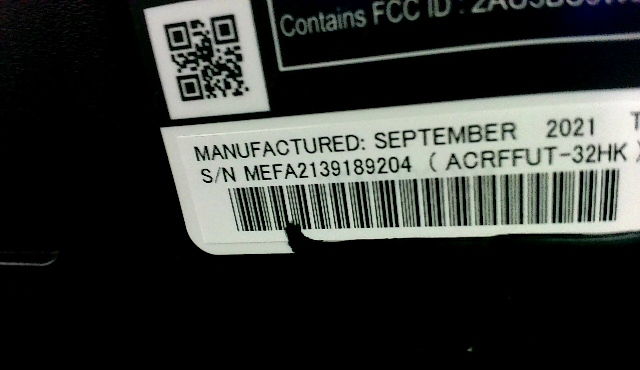 Contains FCC ID :
MANUFACTURED: SEPTEMBER 2021
S/N MEFA2139189204 ( ACRFFUT-32HK )